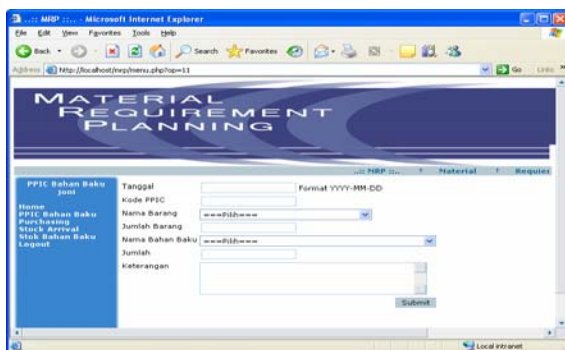 ..:: MRP ::.. - Microsoft Internet Explorer
File Edit View Favorites Tools Help
Back Search Favorites
Address http://localhost/mrp/menu.php?op=11 Go Links
MATERIAL
REQUIREMENT
PLANNING
..:: MRP ::.. ? Material ? Requier
PPIC Bahan Baku
joni
Home
PPIC Bahan Baku
Purchasing
Stock Arrival
Stok Bahan Baku
Logout
Tanggal Format YYYY-MM-DD
Kode PPIC
Nama Barang ===Pilih===
Jumlah Barang
Nama Bahan Baku ===Pilih===
Jumlah
Keterangan
Submit
Local intranet